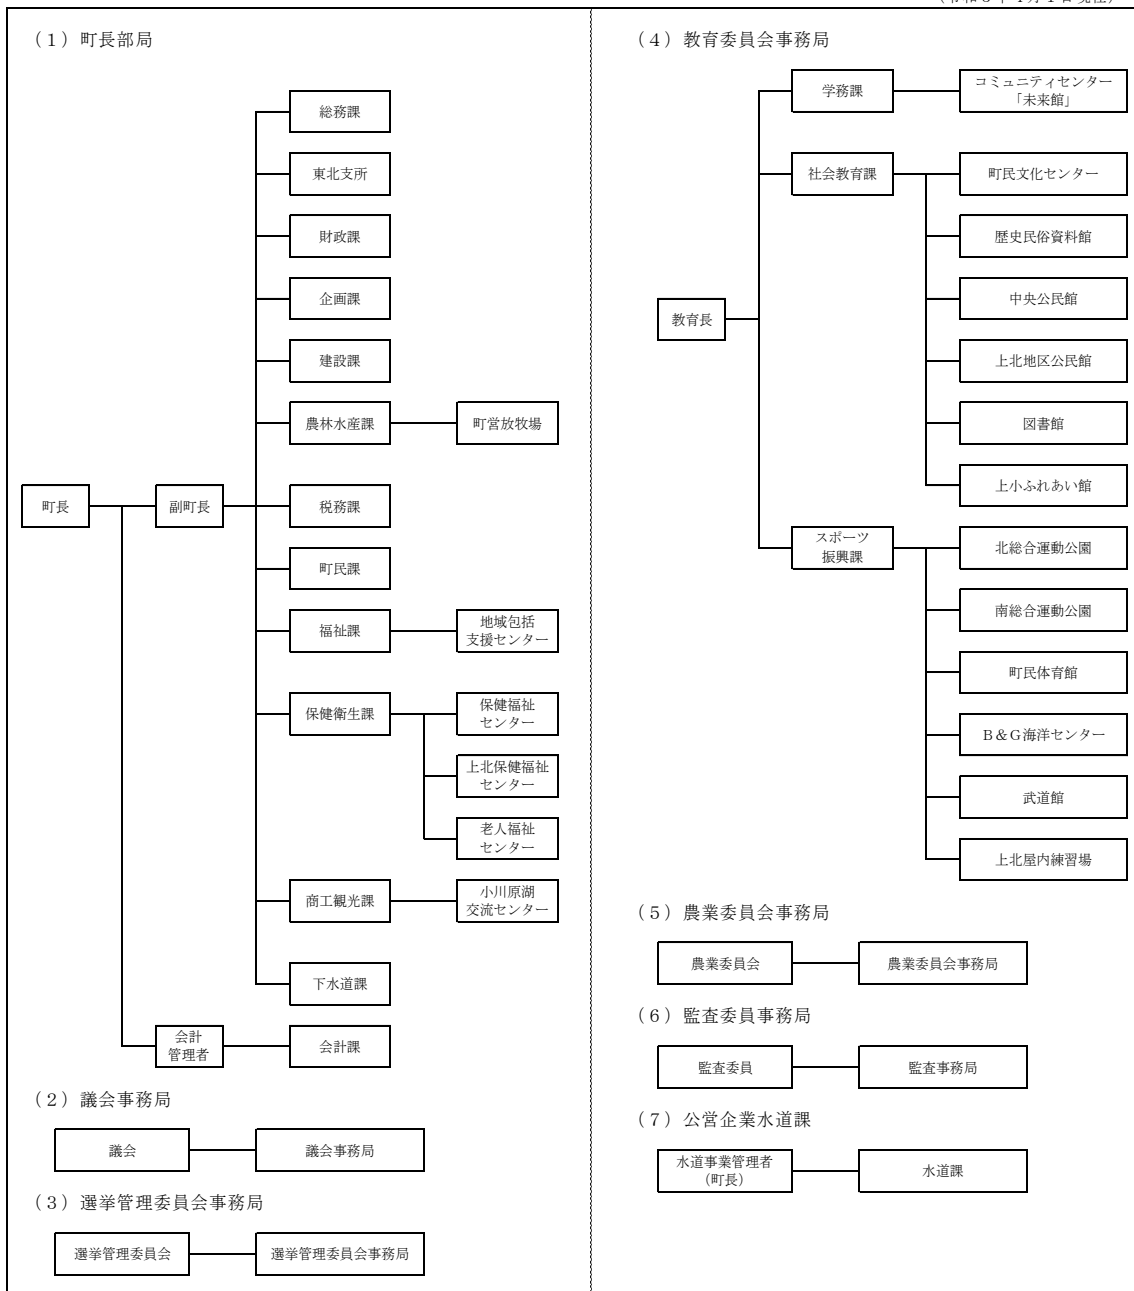 （１）町長部局
総務課
東北支所
財政課
企画課
建設課
農林水産課
町営放牧場
町長
副町長
税務課
町民課
福祉課
地域包括
支援センター
保健衛生課
保健福祉
センター
上北保健福祉
センター
老人福祉
センター
商工観光課
小川原湖
交流センター
下水道課
会計
管理者
会計課
（２）議会事務局
議会
議会事務局
（３）選挙管理委員会事務局
選挙管理委員会
選挙管理委員会事務局
（４）教育委員会事務局
学務課
コミュニティセンター
「未来館」
社会教育課
町民文化センター
歴史民俗資料館
教育長
中央公民館
上北地区公民館
図書館
上小ふれあい館
スポーツ
振興課
北総合運動公園
南総合運動公園
町民体育館
Ｂ＆Ｇ海洋センター
武道館
上北屋内練習場
（５）農業委員会事務局
農業委員会
農業委員会事務局
（６）監査委員事務局
監査委員
監査事務局
（７）公営企業水道課
水道事業管理者
（町長）
水道課